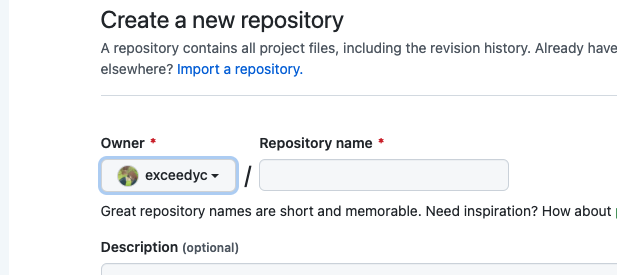 Create a new repository
A repository contains all project files, including the revision history. Already have
elsewhere? Import a repository.
Owner *
Repository name *
exceedyc
/
Great repository names are short and memorable. Need inspiration? How about
Description (optional)